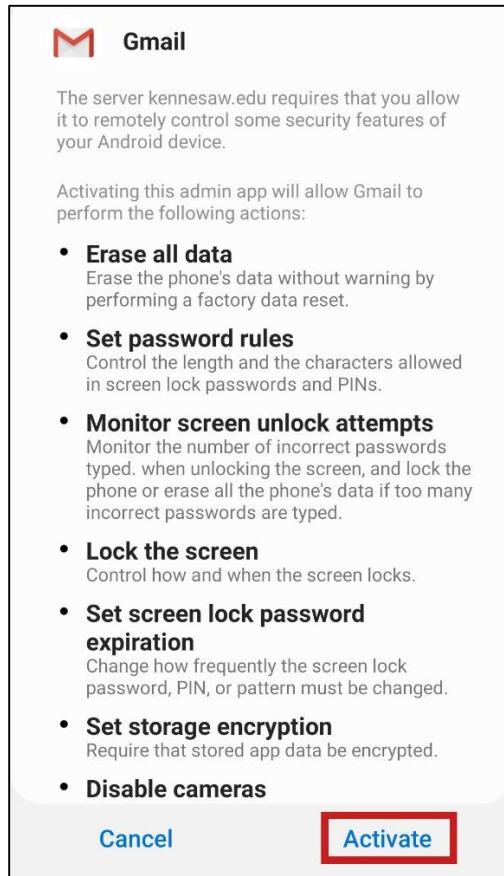 Gmail
The server kennesaw.edu requires that you allow
it to remotely control some security features of
your Android device.
Activating this admin app will allow Gmail to
perform the following actions:
• Erase all data
Erase the phone's data without warning by
performing a factory data reset.
• Set password rules
Control the length and the characters allowed
in screen lock passwords and PINs.
• Monitor screen unlock attempts
Monitor the number of incorrect passwords
typed. when unlocking the screen, and lock the
phone or erase all the phone's data if too many
incorrect passwords are typed.
• Lock the screen
Control how and when the screen locks.
• Set screen lock password
expiration
Change how frequently the screen lock
password, PIN, or pattern must be changed.
• Set storage encryption
Require that stored app data be encrypted.
• Disable cameras
Cancel
Activate